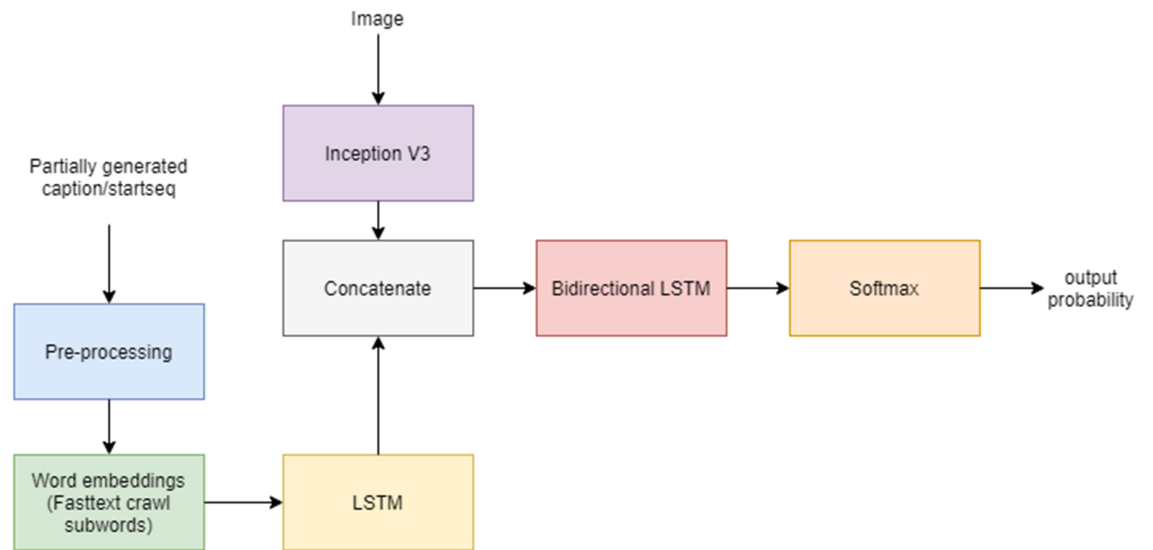 Image
Inception V3
Partially generated
caption/startseq
Concatenate
Bidirectional LSTM
Softmax
output
probability
Pre-processing
Word embeddings
(Fasttext crawl
subwords)
LSTM